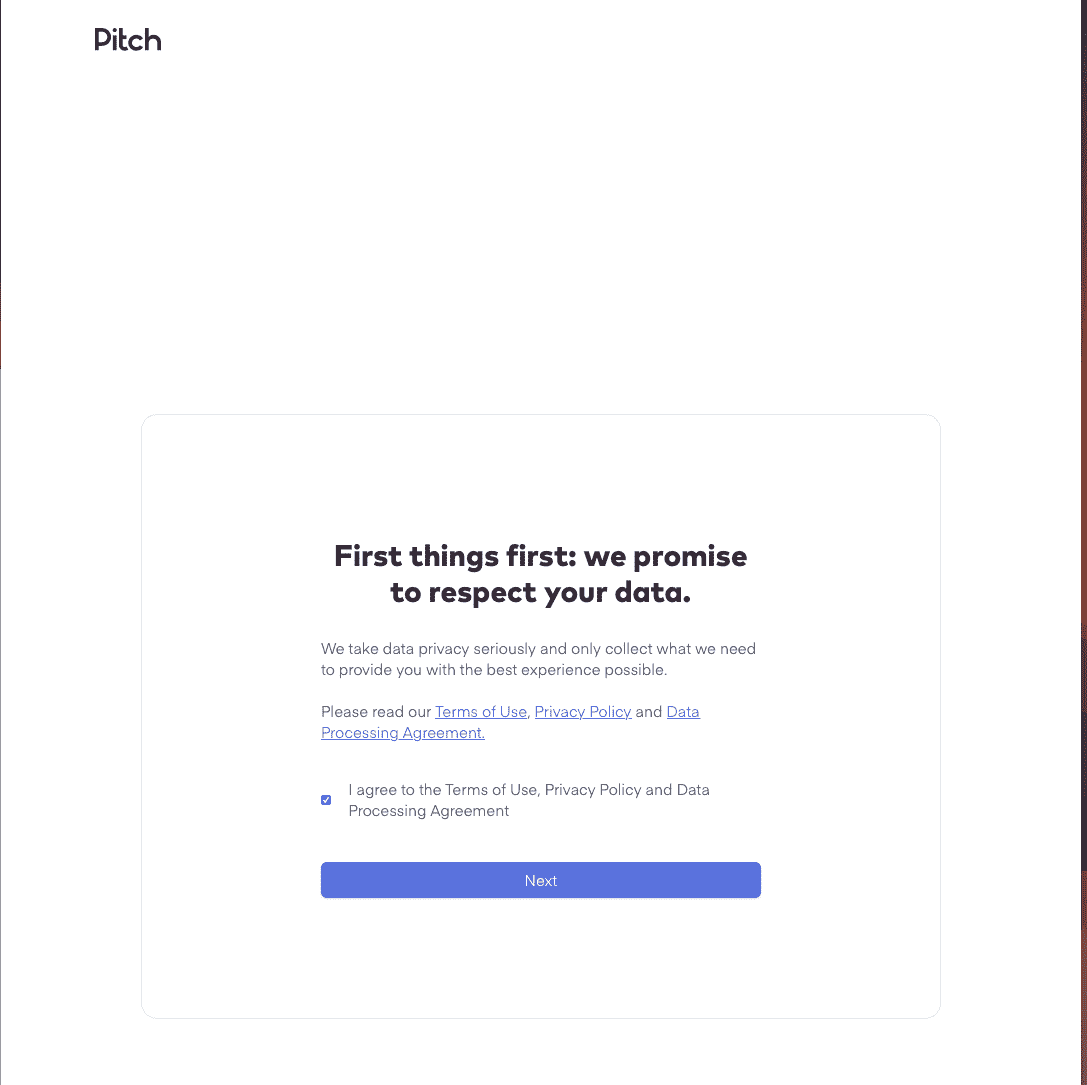 Pitch
First things first: we promise
to respect your data.
We take data privacy seriously and only collect what we need
to provide you with the best experience possible.
Please read our Terms of Use, Privacy Policy and Data
Processing Agreement.
I agree to the Terms of Use, Privacy Policy and Data
Processing Agreement
Next